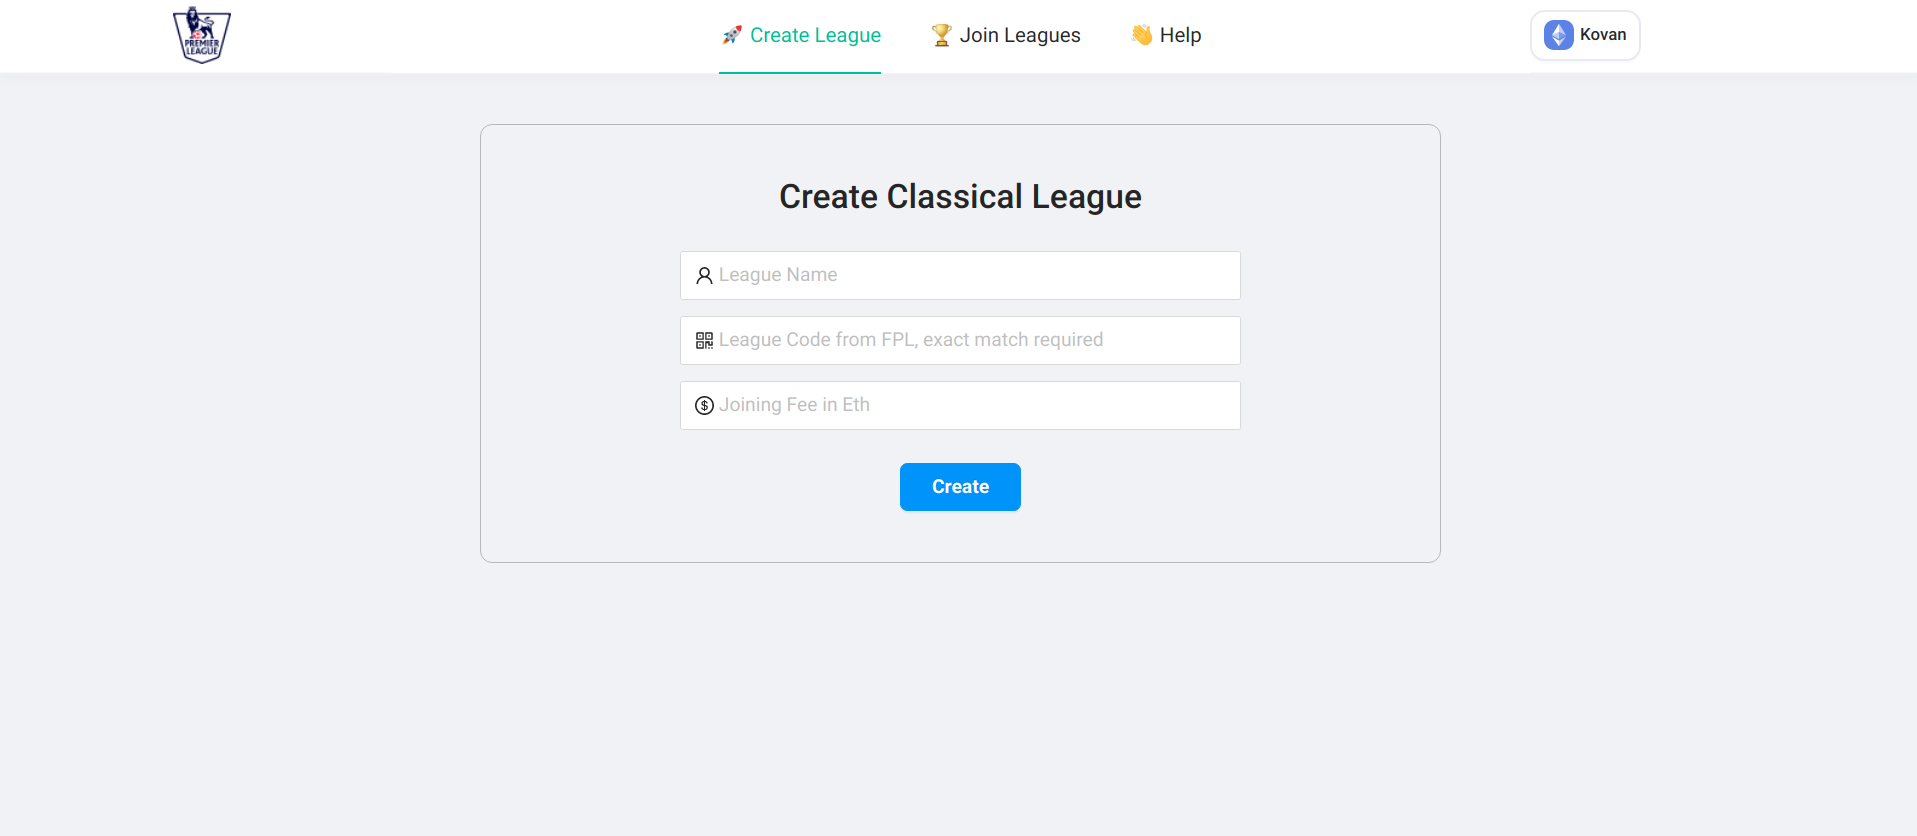 PREMIER
LEAGUE
🚀 Create League
🏆 Join Leagues
👋 Help
Kovan
Create Classical League
League Name
League Code from FPL, exact match required
Joining Fee in Eth
Create